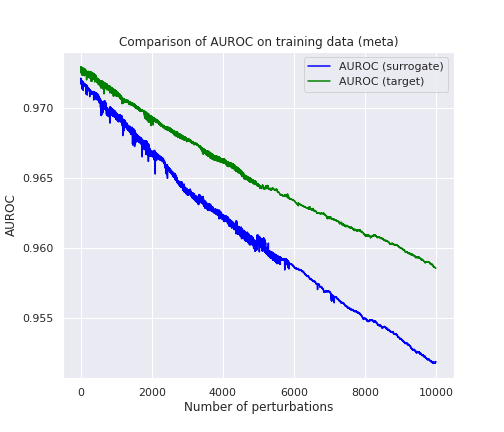 Comparison of AUROC on training data (meta)
AUROC (surrogate)
AUROC (target)
0.970
0.965
0.960
0.955
AUROC
0 2000 4000 6000 8000 10000
Number of perturbations